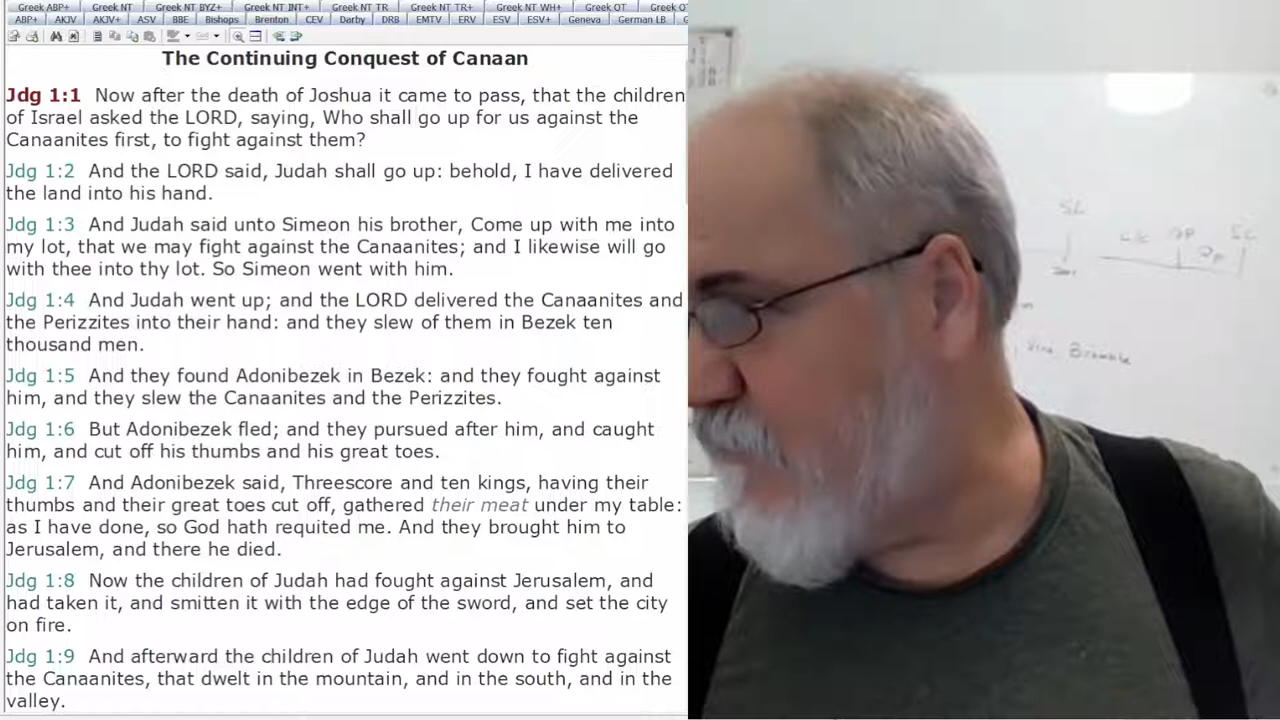 Greek ABP+ Greek NT Greek NT BYZ+ Greek NT INT+ Greek NT TR Greek NT TR+ Greek NT WH+ Greek OT
ABP+ AKJV AKJV+ ASV BBE Bishops Brenton CEV Darby DRB EMTV ERV ESV ESV+ Geneva German LB
The Continuing Conquest of Canaan
Jdg 1:1 Now after the death of Joshua it came to pass, that the children
of Israel asked the LORD, saying, Who shall go up for us against the
Canaanites first, to fight against them?
Jdg 1:2 And the LORD said, Judah shall go up: behold, I have delivered
the land into his hand.
Jdg 1:3 And Judah said unto Simeon his brother, Come up with me into
my lot, that we may fight against the Canaanites; and I likewise will go
with thee into thy lot. So Simeon went with him.
Jdg 1:4 And Judah went up; and the LORD delivered the Canaanites and
the Perizzites into their hand: and they slew of them in Bezek ten
thousand men.
Jdg 1:5 And they found Adonibezek in Bezek: and they fought against
him, and they slew the Canaanites and the Perizzites.
Jdg 1:6 But Adonibezek fled; and they pursued after him, and caught
him, and cut off his thumbs and his great toes.
Jdg 1:7 And Adonibezek said, Threescore and ten kings, having their
thumbs and their great toes cut off, gathered their meat under my table:
as I have done, so God hath requited me. And they brought him to
Jerusalem, and there he died.
Jdg 1:8 Now the children of Judah had fought against Jerusalem, and
had taken it, and smitten it with the edge of the sword, and set the city
on fire.
Jdg 1:9 And afterward the children of Judah went down to fight against
the Canaanites, that dwelt in the mountain, and in the south, and in the
valley.
Vine Bramble